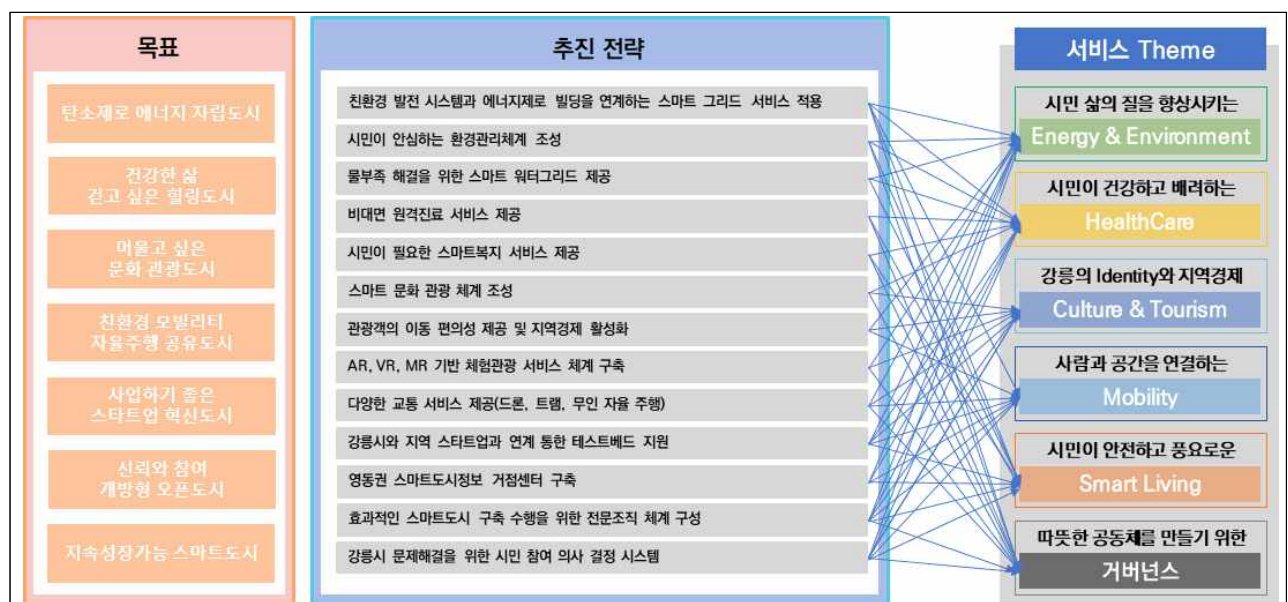 목표
탄소제로 에너지 자립도시
건강한 삶
걷고 싶은 힐링도시
머물고 싶은
문화 관광도시
친환경 모빌리티
자율주행 공유도시
사업하기 좋은
스타트업 혁신도시
신뢰와 참여
개방형 오픈도시
지속성장가능 스마트도시
추진 전략
친환경 발전 시스템과 에너지제로 빌딩을 연계하는 스마트 그리드 서비스 적용
시민이 안심하는 환경관리체계 조성
물부족 해결을 위한 스마트 워터그리드 제공
비대면 원격진료 서비스 제공
시민이 필요한 스마트복지 서비스 제공
스마트 문화 관광 체계 조성
관광객의 이동 편의성 제공 및 지역경제 활성화
AR, VR, MR 기반 체험관광 서비스 체계 구축
다양한 교통 서비스 제공(드론, 트램, 무인 자율 주행)
강릉시와 지역 스타트업과 연계 통한 테스트베드 지원
영동권 스마트도시정보 거점센터 구축
효과적인 스마트도시 구축 수행을 위한 전문조직 체계 구성
강릉시 문제해결을 위한 시민 참여 의사 결정 시스템
서비스 Theme
시민 삶의 질을 향상시키는
Energy & Environment
시민이 건강하고 배려하는
HealthCare
강릉의 Identity와 지역경제
Culture & Tourism
사람과 공간을 연결하는
Mobility
시민이 안전하고 풍요로운
Smart Living
따뜻한 공동체를 만들기 위한
거버넌스